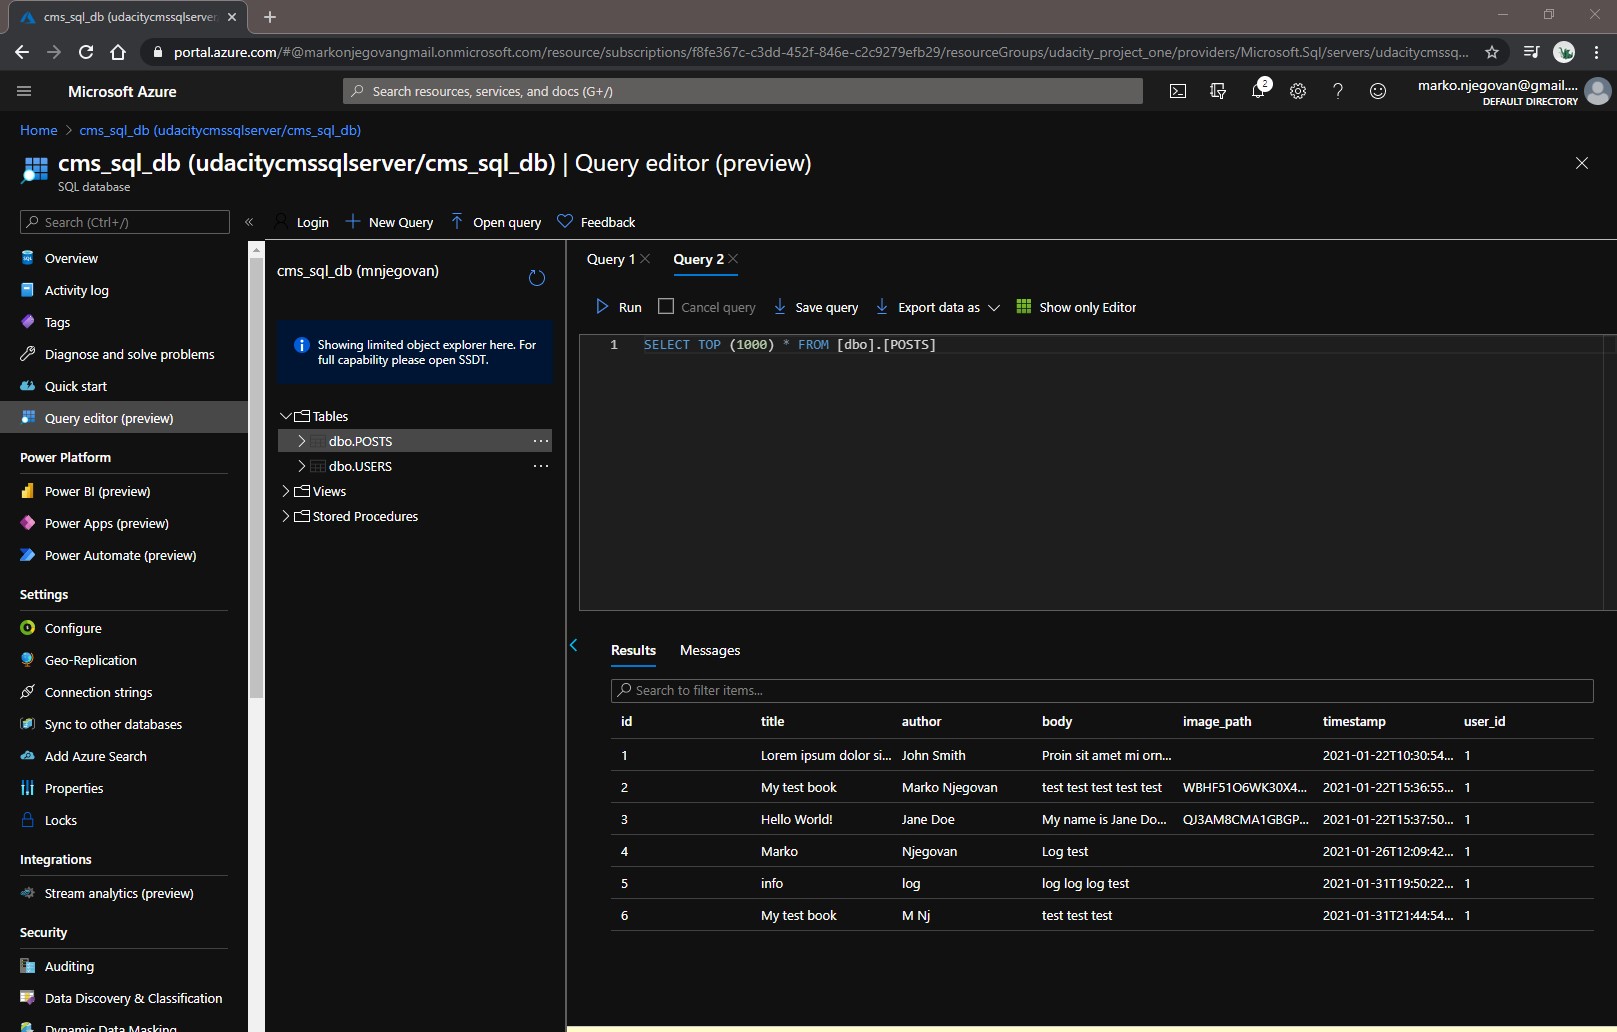 cms_sql_db (udacitycmssqlserver
portal.azure.com/#@markonjegovangmail.onmicrosoft.com/resource/subscriptions/f8fe367c-c3dd-452f-846e-c2c9279efb29/resourceGroups/udacity_project_one/providers/Microsoft.Sql/servers/udacitycmssq...
Microsoft Azure
Search resources, services, and docs (G+/)
2
marko.njegovan@gmail....
DEFAULT DIRECTORY
Home > cms_sql_db (udacitycmssqlserver/cms_sql_db)
cms_sql_db (udacitycmssqlserver/cms_sql_db) | Query editor (preview)
SQL database
Search (Ctrl+/)
«
Overview
Activity log
Tags
Diagnose and solve problems
Quick start
Query editor (preview)
Power Platform
Power BI (preview)
Power Apps (preview)
Power Automate (preview)
Settings
Configure
Geo-Replication
Connection strings
Sync to other databases
Add Azure Search
Properties
Locks
Integrations
Stream analytics (preview)
Security
Auditing
Data Discovery & Classification
Dynamic Data Masking
Login
New Query
Open query
Feedback
cms_sql_db (mnjegovan)
Showing limited object explorer here. For
full capability please open SSDT.
Tables
dbo.POSTS ...
dbo.USERS ...
Views
Stored Procedures
Query 1
Query 2
Run
Cancel query
Save query
Export data as
Show only Editor
1 SELECT TOP (1000) * FROM [dbo].[POSTS]
Results
Messages
Search to filter items...
id title author body image_path timestamp user_id
1 Lorem ipsum dolor si... John Smith Proin sit amet mi orn... 2021-01-22T10:30:54... 1
2 My test book Marko Njegovan test test test test test WBHF51O6WK30X4... 2021-01-22T15:36:55... 1
3 Hello World! Jane Doe My name is Jane Do... QJ3AM8CMA1GBGP... 2021-01-22T15:37:50... 1
4 Marko Njegovan Log test 2021-01-26T12:09:42... 1
5 info log log log log test 2021-01-31T19:50:22... 1
6 My test book M Nj test test test 2021-01-31T21:44:54... 1